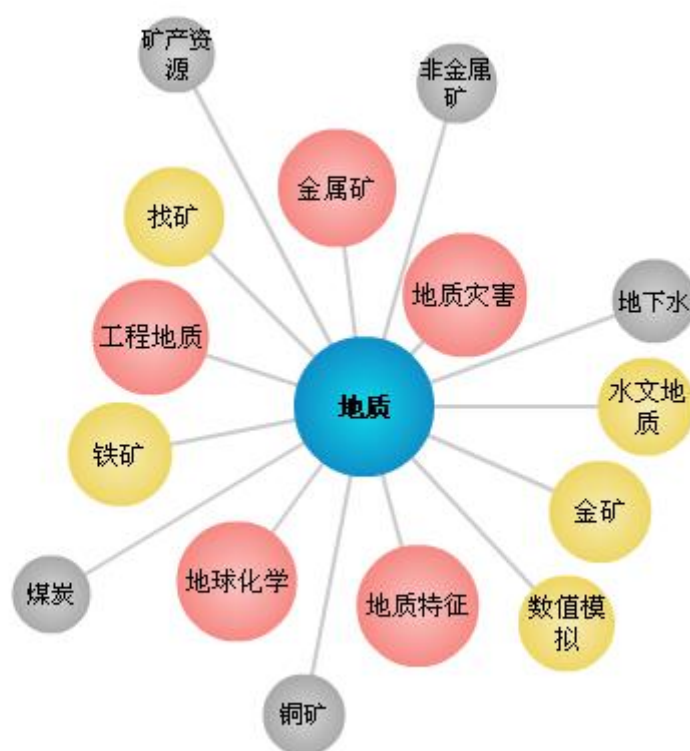 矿产资
源
非金属
矿
金属矿
找矿
地质灾害
地下水
工程地质
地质
水文地
质
铁矿
金矿
地球化学
煤炭
地质特征
数值模
拟
铜矿